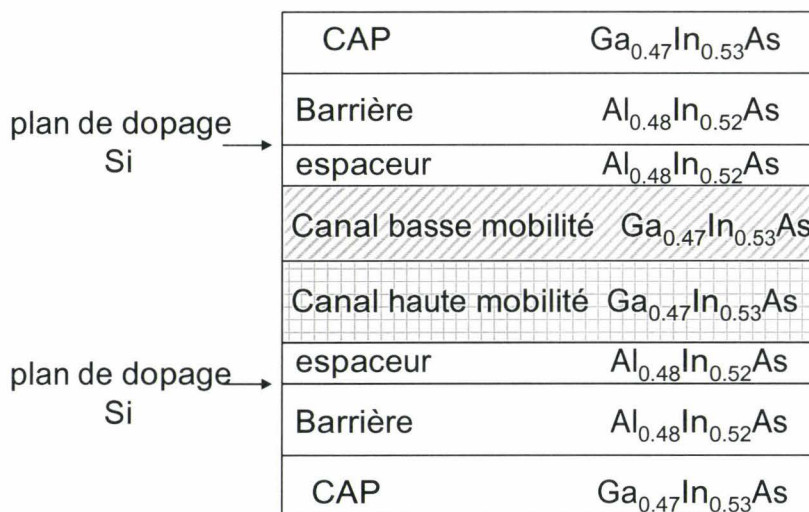 CAP Ga0.47In0.53As
Barrière Al0.48In0.52As
plan de dopage
Si
espaceur Al0.48In0.52As
Canal basse mobilité Ga0.47In0.53As
Canal haute mobilité Ga0.47In0.53As
espaceur Al0.48In0.52As
plan de dopage
Si
Barrière Al0.48In0.52As
CAP Ga0.47In0.53As